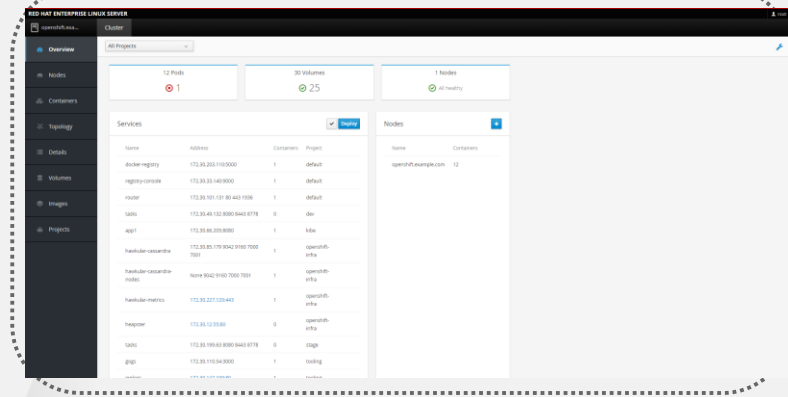 RED HAT ENTERPRISE LINUX SERVER
root
openshift.exa...
Cluster
Overview
All Projects
Nodes
Containers
Topology
Details
Volumes
Images
Projects
12 Pods
1
30 Volumes
25
1 Nodes
All healthy
Services
Deploy
Name Address Containers Project
docker-registry 172.30.203.110:5000 1 default
registry-console 172.30.33.140:9000 1 default
router 172.30.101.131 80 443 1936 1 default
tasks 172.30.49.132 8080 8443 8778 0 dev
app1 172.30.86.205:8080 1
hawkular-cassandra 172.30.85.179 9042 9160 7000 7001 1 openshift-infra
hawkular-cassandra-nodes None 9042 9160 7000 7001 1 openshift-infra
hawkular-metrics 172.30.227.120:443 1 openshift-infra
heapster 172.30.12.55:80 0 openshift-infra
tasks 172.30.199.63 8080 8443 8778 0 stage
gogs 172.30.110.54:3000 1 tooling
Nodes
Name Containers
openshift.example.com 12